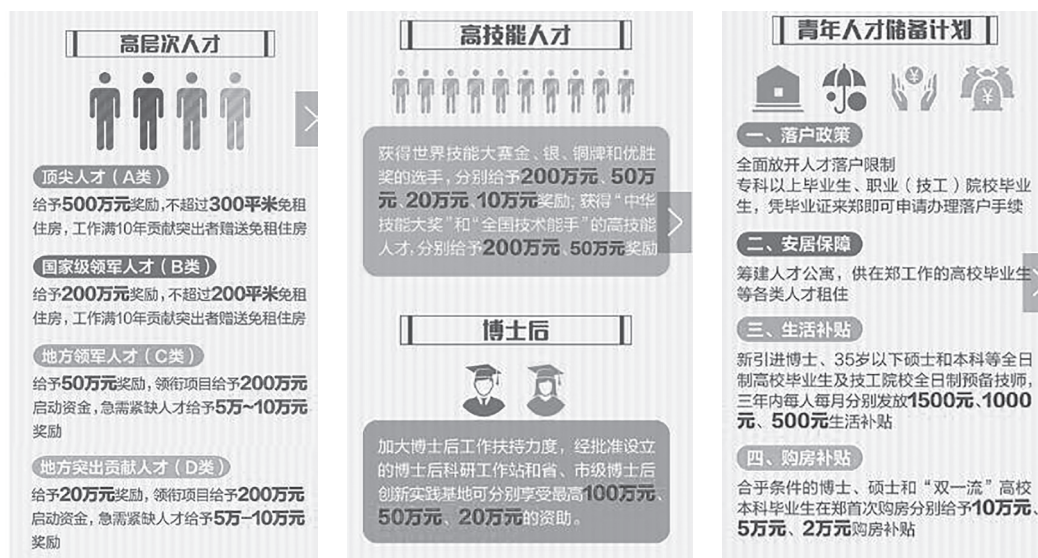 高层次人才
顶尖人才（A类）
给予500万元奖励,不超过300平米免租
住房,工作满10年贡献突出者赠送免租住房
国家级领军人才（B类）
给予200万元奖励,不超过200平米免租
住房,工作满10年贡献突出者赠送免租住房
地方领军人才（C类）
给予50万元奖励,领衔项目给予200万元
启动资金,急需紧缺人才给予5万~10万元
奖励
地方突出贡献人才（D类）
给予20万元奖励,领衔项目给予200万元
启动资金,急需紧缺人才给予5万—10万元
奖励
高技能人才
获得世界技能大赛金、银、铜牌和优胜
奖的选手,分别给予200万元、50万
元、20万元、10万元奖励;获得“中华
技能大奖”和“全国技术能手”的高技能
人才,分别给予200万元、50万元奖励
博士后
加大博士后工作扶持力度，经批准设立
的博士后科研工作站和省、市级博士后
创新实践基地可分别享受最高100万元、
50万元、20万元的资助。
青年人才储备计划
一、落户政策
全面放开人才落户限制
专科以上毕业生、职业（技工）院校毕业
生，凭毕业证来郑即可申请办理落户手续
二、安居保障
筹建人才公寓，供在郑工作的高校毕业生
等各类人才租住
三、生活补贴
新引进博士、35岁以下硕士和本科等全日
制高校毕业生及技工院校全日制预备技师，
三年内每人每月分别发放1500元、1000
元、500元生活补贴
四、购房补贴
合乎条件的博士、硕士和“双一流”高校
本科毕业生在郑首次购房分别给予10万元、
5万元、2万元购房补贴